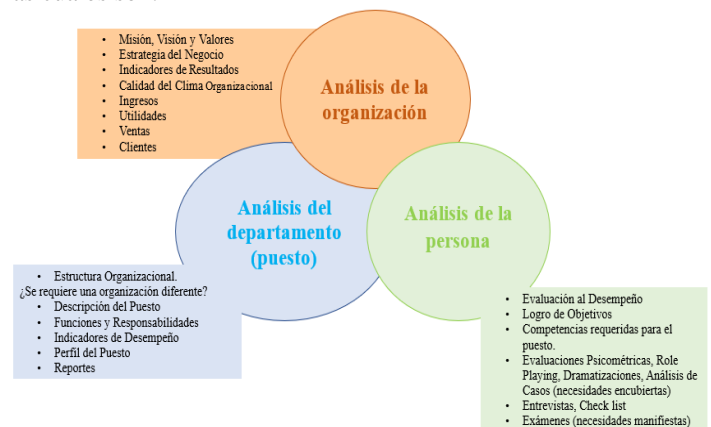 • Misión, Visión y Valores
• Estrategia del Negocio
• Indicadores de Resultados
• Calidad del Clima Organizacional
• Ingresos
• Utilidades
• Ventas
• Clientes
Análisis de la
organización
Análisis del
departamento
(puesto)
Análisis de la
persona
• Estructura Organizacional.
¿Se requiere una organización diferente?
• Descripción del Puesto
• Funciones y Responsabilidades
• Indicadores de Desempeño
• Perfil del Puesto
• Reportes
• Evaluación al Desempeño
• Logro de Objetivos
• Competencias requeridas para el
puesto.
• Evaluaciones Psicométricas, Role
Playing, Dramatizaciones, Análisis de
Casos (necesidades encubiertas)
• Entrevistas, Check list
• Exámenes (necesidades manifiestas)